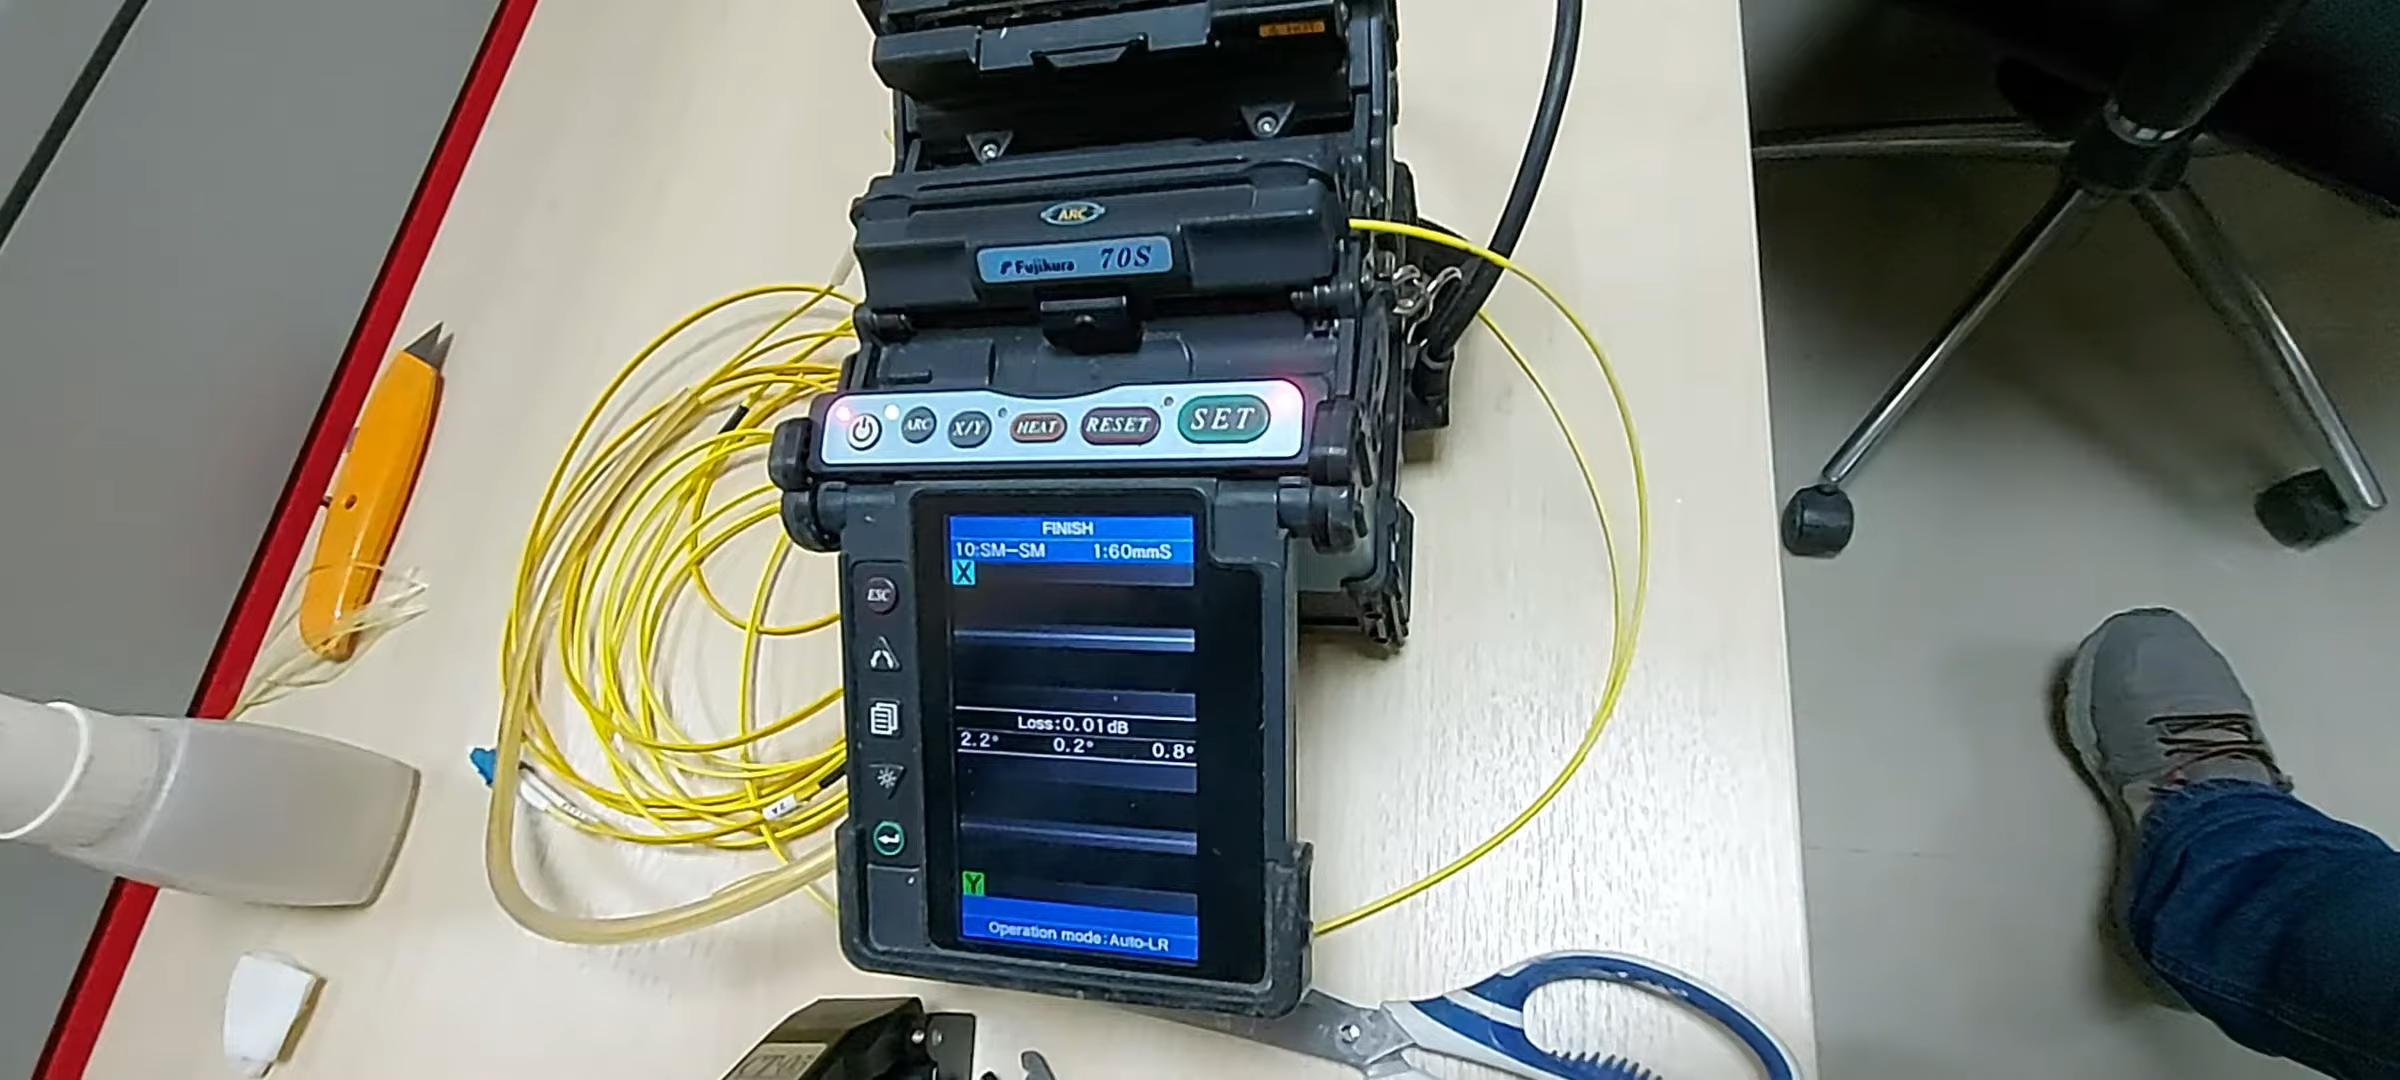 HOT
ARC
Fujikura 70S
ARC X/Y HEAT RESET SET
FINISH
10:SM-SM 1:60mmS
X
ESC
Loss:0.01dB
2.2° 0.2° 0.8°
Y
Operation mode:Auto-LR